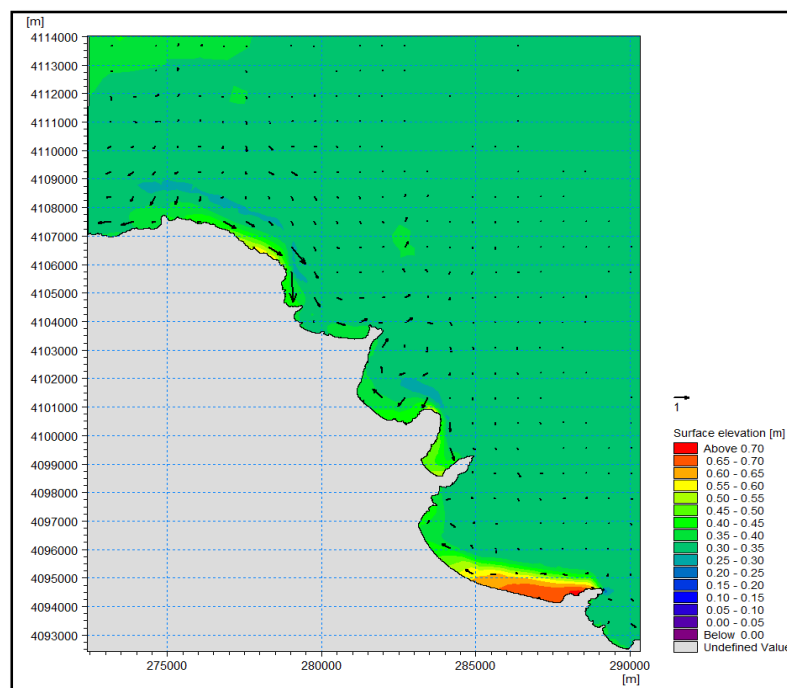 [m]
4114000
4113000
4112000
4111000
4110000
4109000
4108000
4107000
4106000
4105000
4104000
4103000
4102000
4101000
4100000
4099000
4098000
4097000
4096000
4095000
4094000
4093000
275000 280000 285000 290000
[m]
1
Surface elevation [m]
Above 0.70
0.65 - 0.70
0.60 - 0.65
0.55 - 0.60
0.50 - 0.55
0.45 - 0.50
0.40 - 0.45
0.35 - 0.40
0.30 - 0.35
0.25 - 0.30
0.20 - 0.25
0.15 - 0.20
0.10 - 0.15
0.05 - 0.10
0.00 - 0.05
Below 0.00
Undefined Value